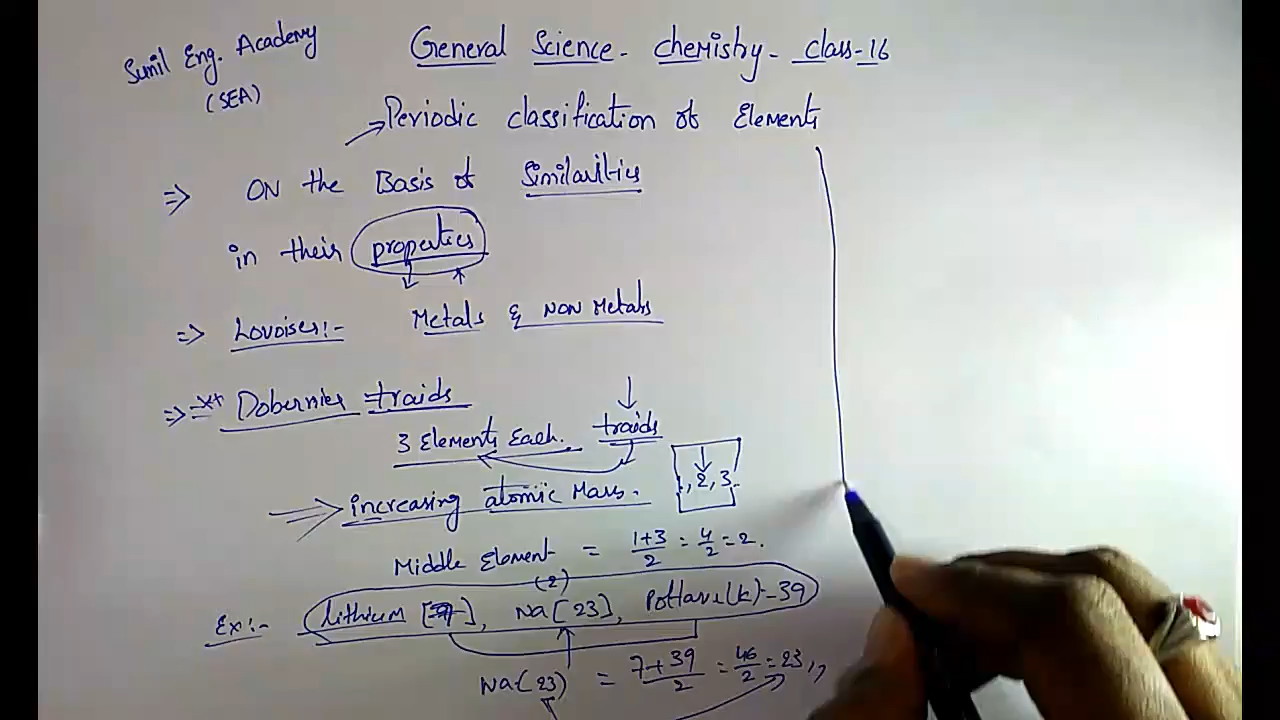 Sunil Eng. Academy
(SEA)
General Science - chemistry - class-16
Periodic classification of Elements
⇒ ON the Basis of Similarities
in their properties
⇒ Lovoiser:- Metals & NON Metals
⇒ ** Dobernier traids
3 Elements Each. traids
1, 2, 3.
increasing atomic Mass.
Middle Element = 1+3/2 = 4/2 = 2.
(2)
Ex:- lithium [7], Na[23], Pottasie(k)-39
Na(23) = 7+39/2 = 46/2 = 23,,